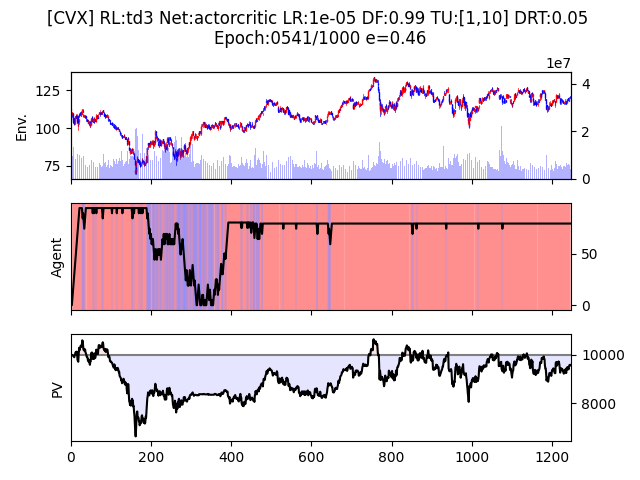 [CVX] RL:td3 Net:actorcritic LR:1e-05 DF:0.99 TU:[1,10] DRT:0.05
Epoch:0541/1000 e=0.46
1e7
125
100
75
Env.
4
2
0
Agent
50
0
PV
10000
8000
0 200 400 600 800 1000 1200